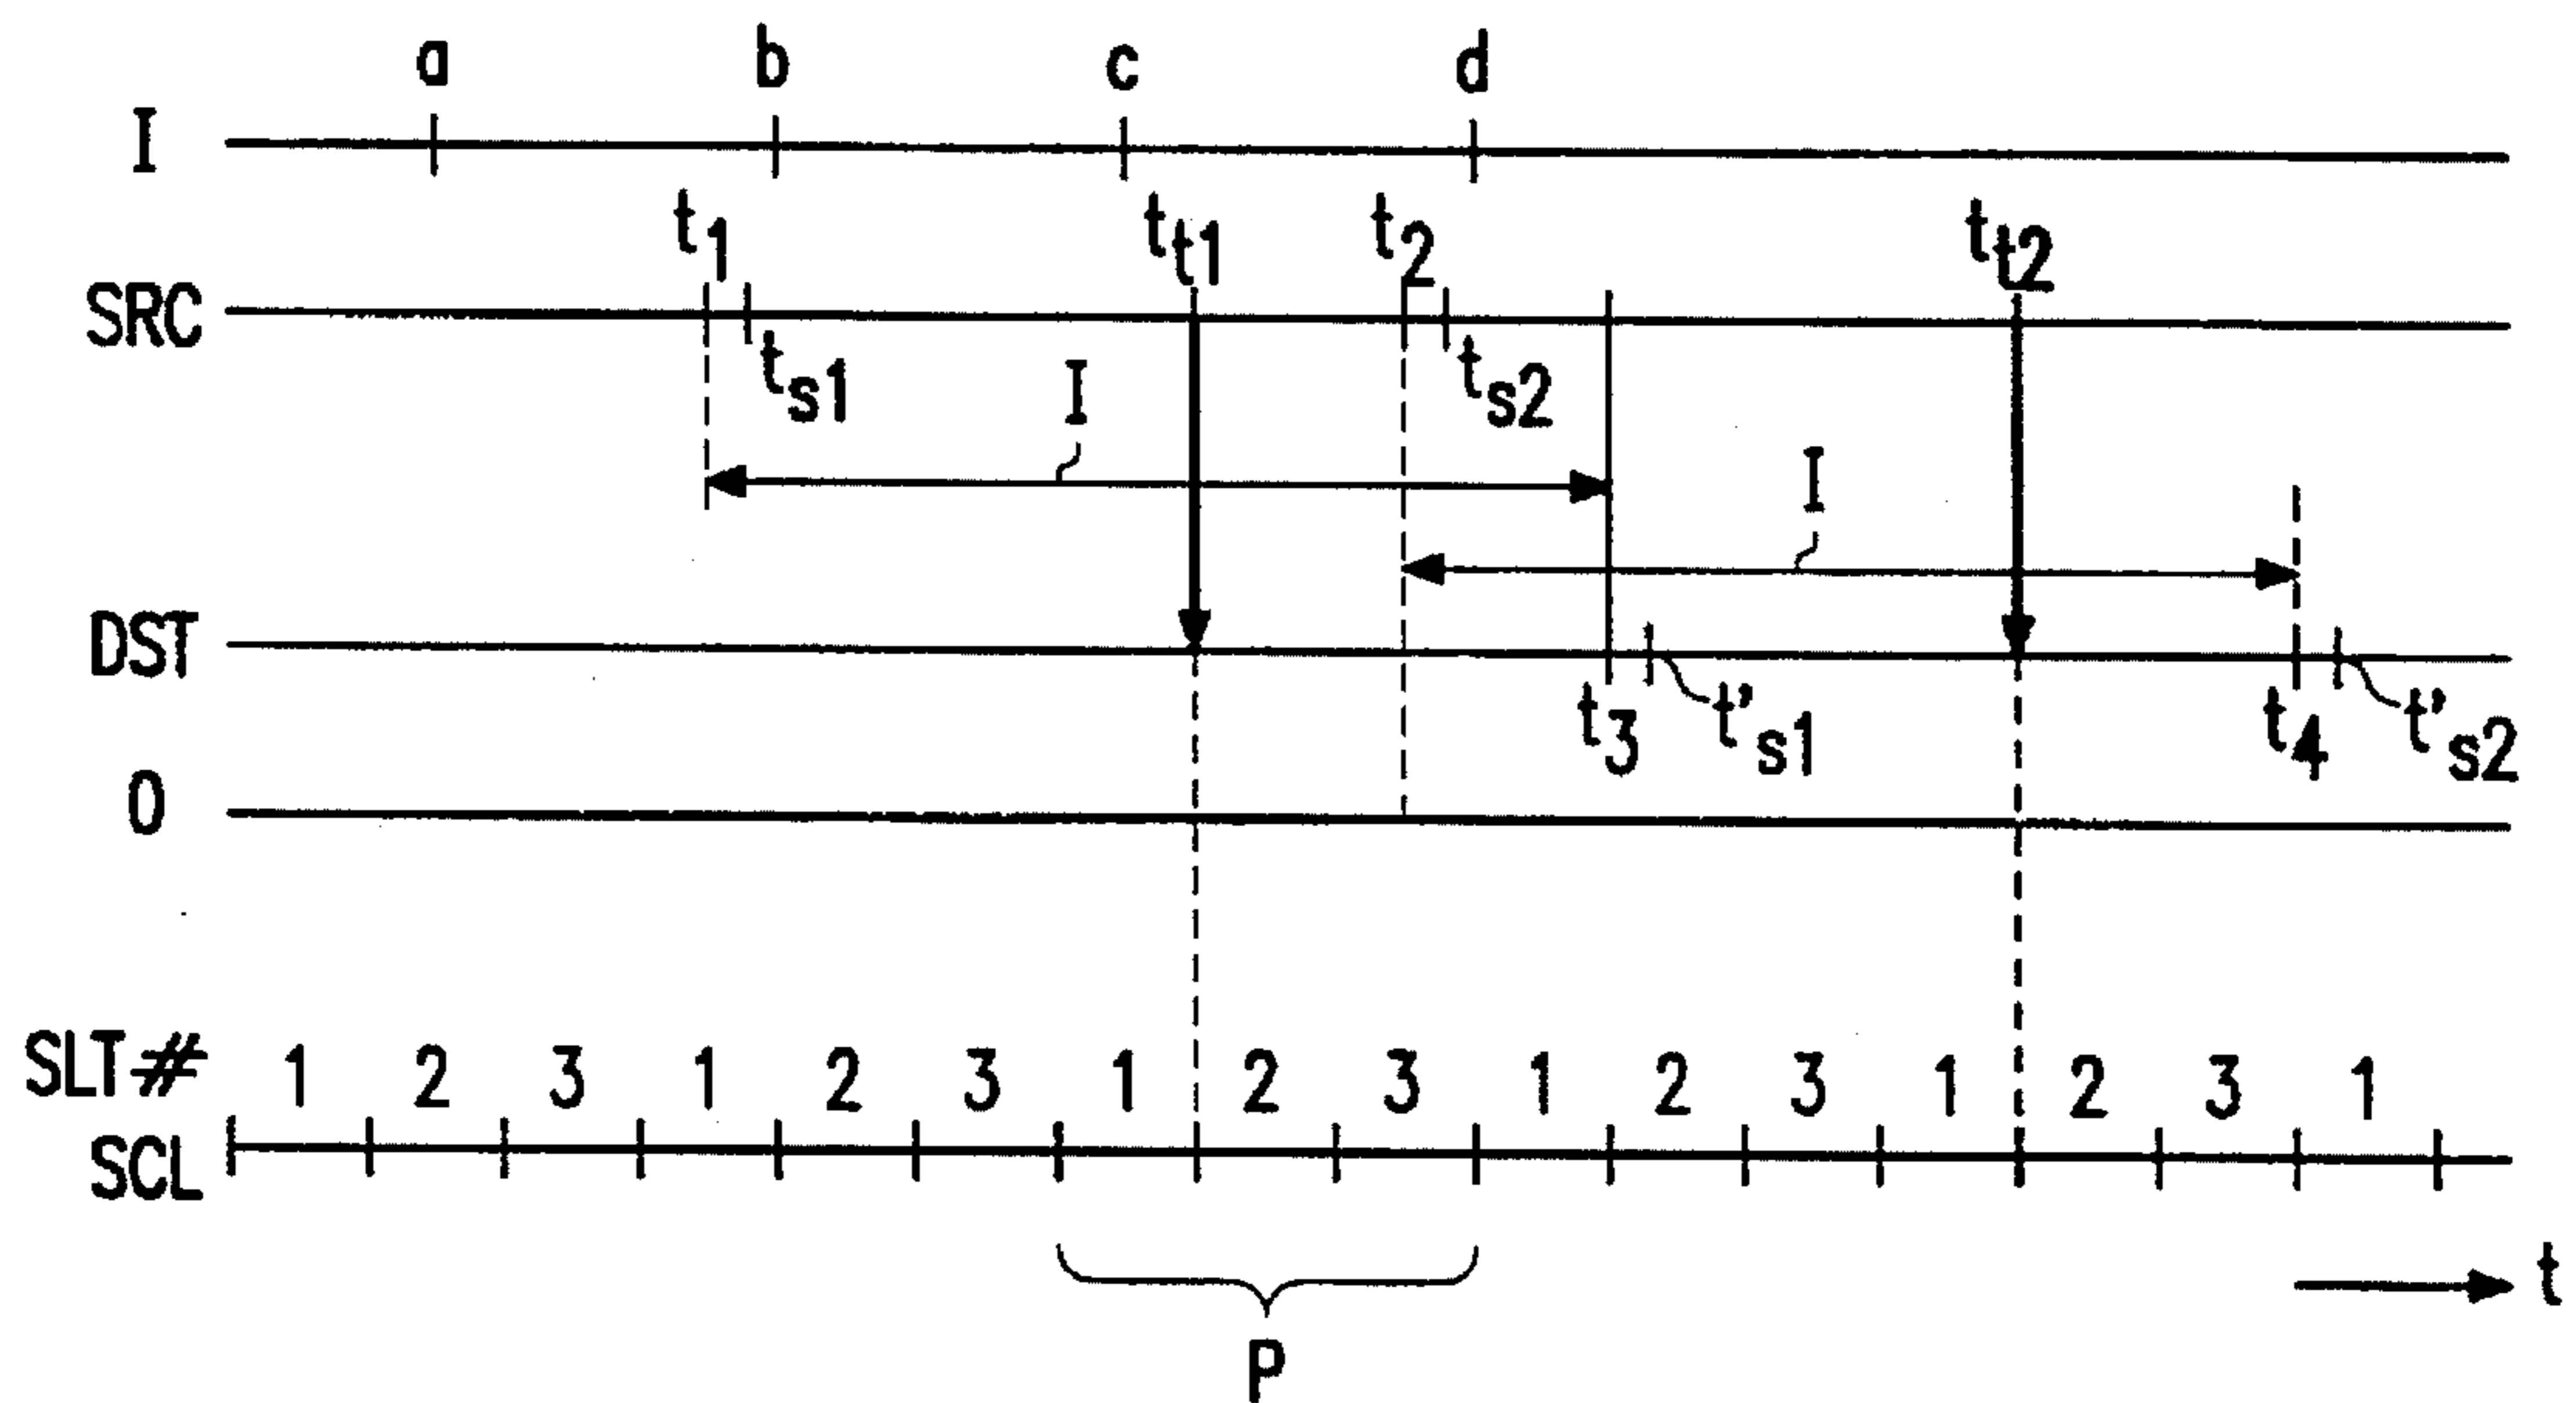 a b c d
I
t1 tt1 t2 tt2
SRC
ts1 I ts2
I
DST
t3 t's1 t4 t's2
O
SLT# 1 2 3 1 2 3 1 2 3 1 2 3 1 2 3 1
SCL
t
P